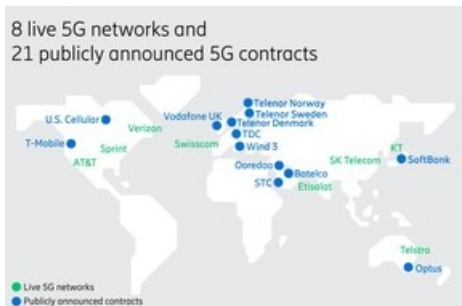 8 live 5G networks and
21 publicly announced 5G contracts
Telenor Norway
Telenor Sweden
U.S. Cellular
Vodafone UK
Telenor Denmark
Verizon
TDC
T-Mobile
Sprint
Swisscom
Wind 3
KT
AT&T
Ooredoo
SK Telecom
SoftBank
Batelco
STC
Etisalat
Telstra
Optus
Live 5G networks
Publicly announced contracts